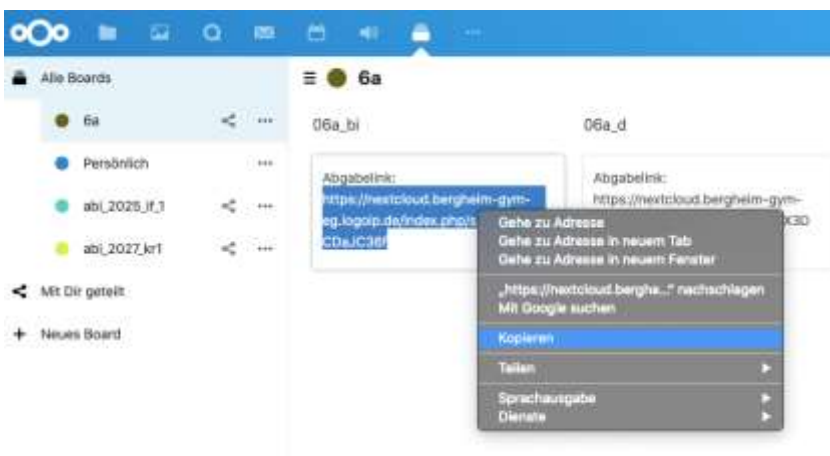 Alle Boards
6a
Persönlich
abi_2025_if_1
abi_2027_kr1
Mit Dir geteilt
Neues Board
6a
06a_bi
Abgabelink:
https://nextcloud.bergheim-gym-
eg.logoip.de/index.php/s
06a_d
Abgabelink:
https://nextcloud.bergheim-gym-
Gehe zu Adresse
Gehe zu Adresse in neuem Tab
Gehe zu Adresse in neuem Fenster
„https://nextcloud.berghe...“ nachschlagen
Mit Google suchen
Kopieren
Teilen
Sprachausgabe
Dienste